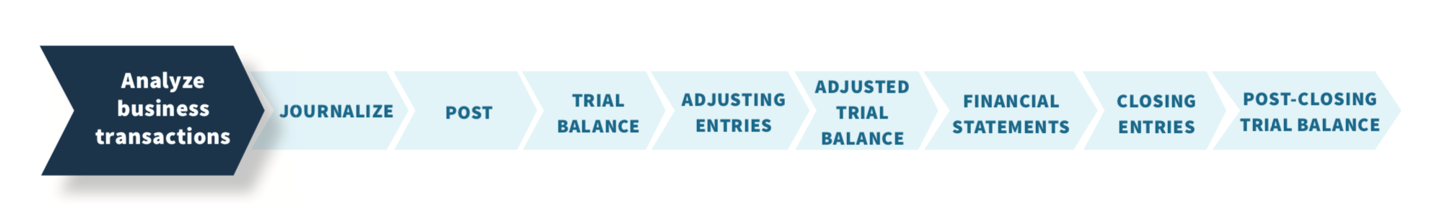 Analyze
business
transactions
JOURNALIZE
POST
TRIAL
BALANCE
ADJUSTING
ENTRIES
ADJUSTED
TRIAL
BALANCE
FINANCIAL
STATEMENTS
CLOSING
ENTRIES
POST-CLOSING
TRIAL BALANCE